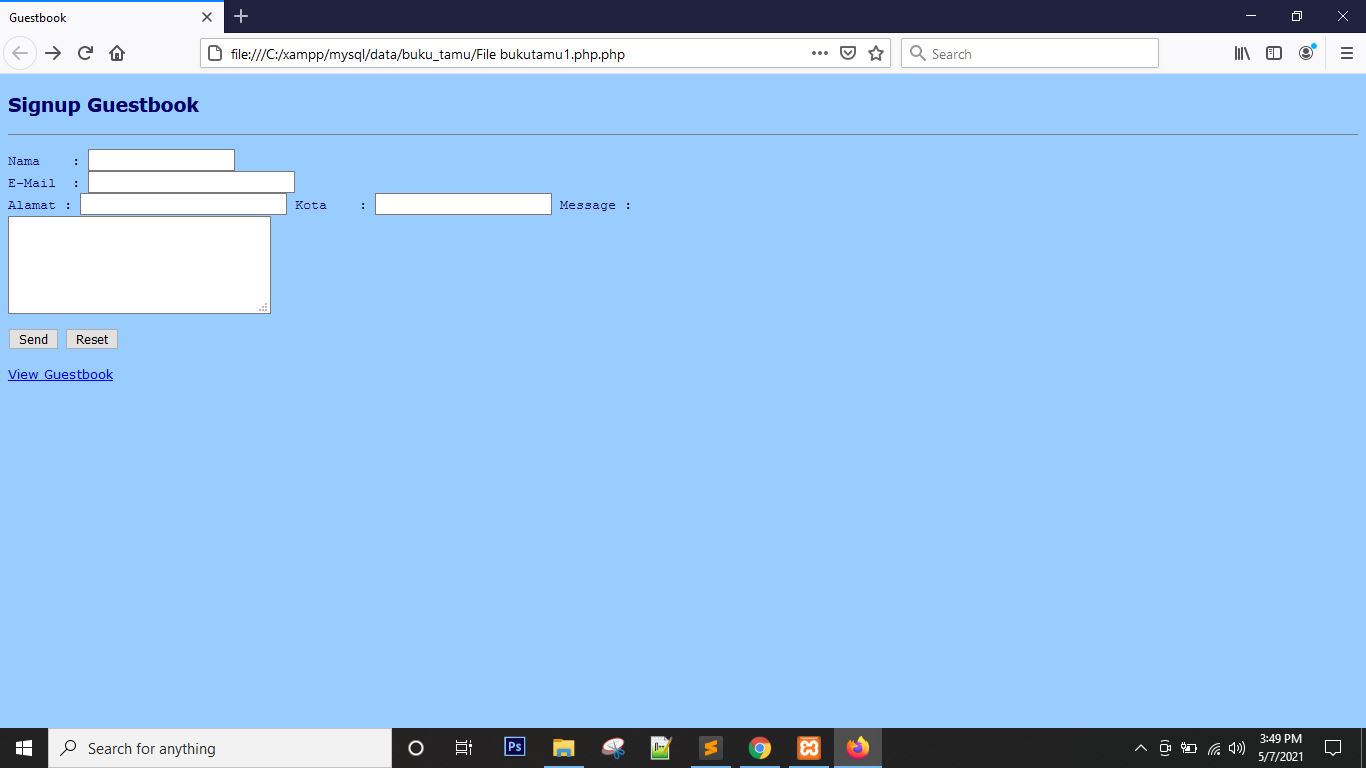 Guestbook
file:///C:/xampp/mysql/data/buku_tamu/File bukutamu1.php.php
Search
Signup Guestbook
Nama    :
E-Mail  :
Alamat : Kota    : Message :
Send Reset
View Guestbook
Search for anything
Ps
3:49 PM
5/7/2021